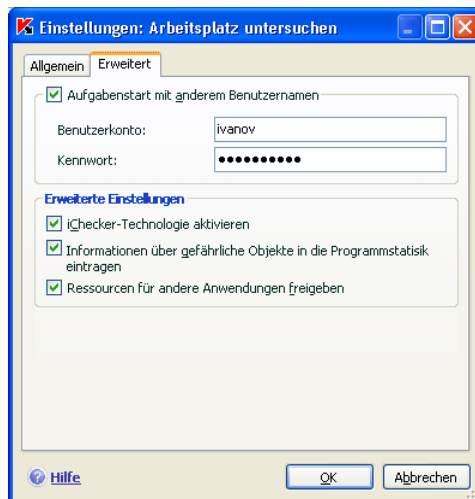 Einstellungen: Arbeitsplatz untersuchen
Allgemein Erweitert
Aufgabenstart mit anderem Benutzernamen
Benutzerkonto: ivanov
Kennwort: ●●●●●●●●●●
Erweiterte Einstellungen
iChecker-Technologie aktivieren
Informationen über gefährliche Objekte in die Programmstatisik
eintragen
Ressourcen für andere Anwendungen freigeben
Hilfe OK Abbrechen